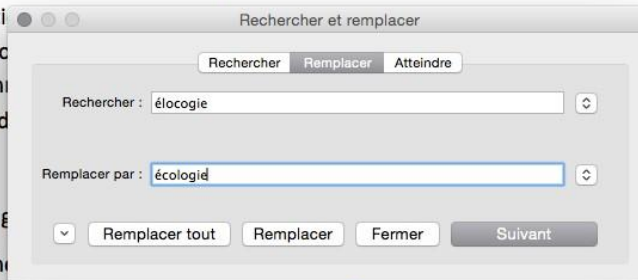 Rechercher et remplacer
Rechercher Remplacer Atteindre
Rechercher : élocogie
Remplacer par : écologie
Remplacer tout Remplacer Fermer Suivant